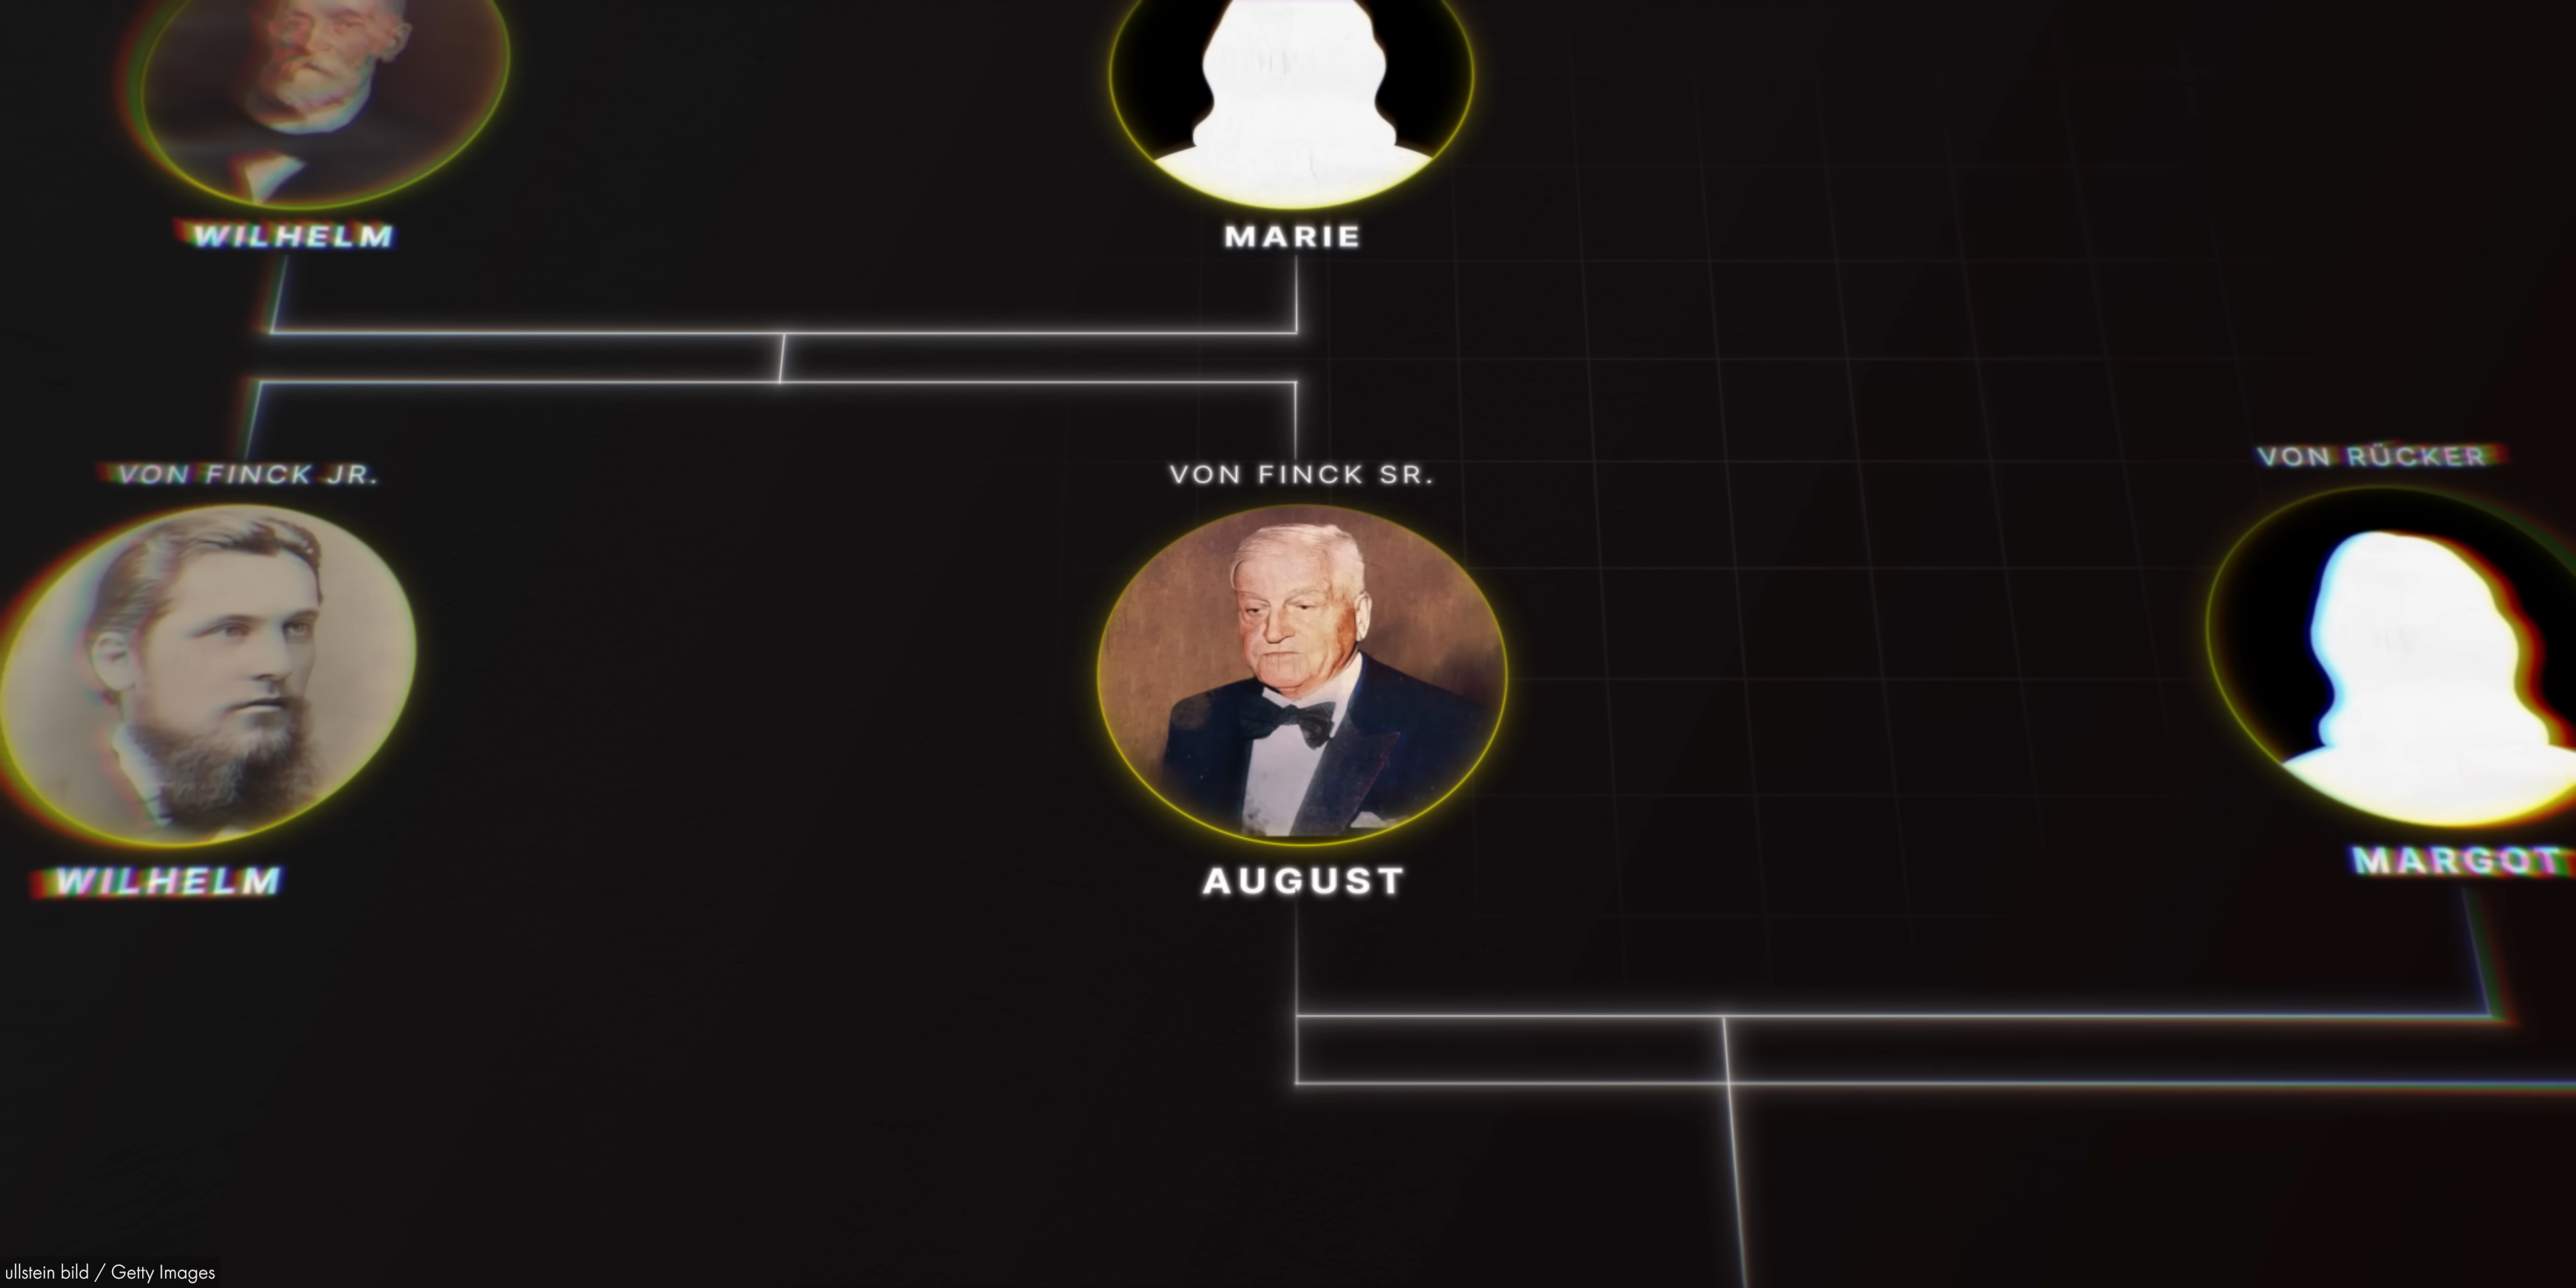 WILHELM
MARIE
VON FINCK JR.
VON FINCK SR.
VON RÜCKER
WILHELM
AUGUST
MARGOT
ullstein bild / Getty Images